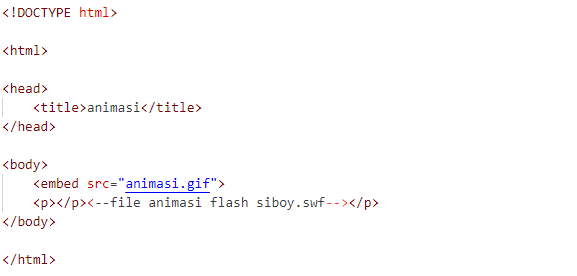 <!DOCTYPE html>
<html>
<head>
<title>animasi</title>
</head>
<body>
<embed src="animasi.gif">
<p></p><--file animasi flash siboy.swf--></p>
</body>
</html>